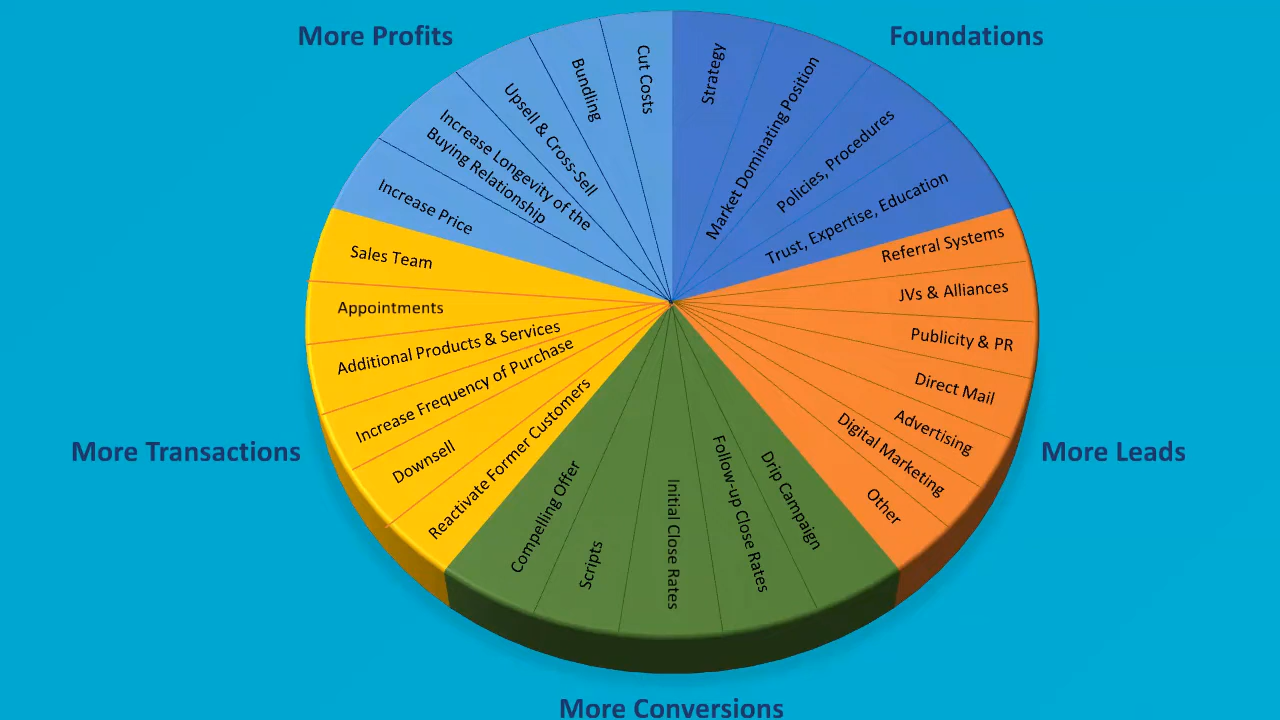 More Profits
Foundations
Cut Costs
Bundling
Upsell & Cross-Sell
Increase Longevity of the
Buying Relationship
Increase Price
Strategy
Market Dominating Position
Policies, Procedures
Trust, Expertise, Education
Sales Team
Appointments
Additional Products & Services
Increase Frequency of Purchase
Downsell
Reactivate Former Customers
Referral Systems
JVs & Alliances
Publicity & PR
Direct Mail
Advertising
Digital Marketing
Other
More Transactions
More Leads
Compelling Offer
Scripts
Initial Close Rates
Follow-up Close Rates
Drip Campaign
More Conversions